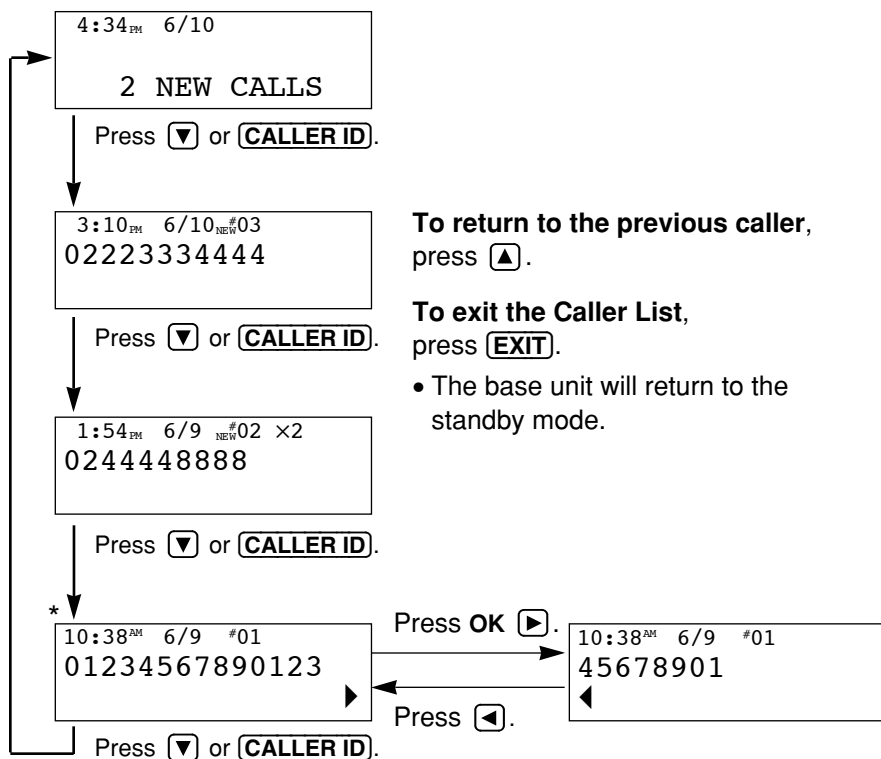 4:34PM 6/10
2 NEW CALLS
Press ▼ or CALLER ID.
3:10PM 6/10 NEW#03
02223334444
To return to the previous caller,
press ▲.
Press ▼ or CALLER ID.
To exit the Caller List,
press EXIT.
• The base unit will return to the
standby mode.
1:54PM 6/9 NEW#02 ×2
0244448888
Press ▼ or CALLER ID.
*
10:38AM 6/9 #01
01234567890123
▶
Press OK ▶.
Press ◀.
10:38AM 6/9 #01
45678901
◀
Press ▼ or CALLER ID.